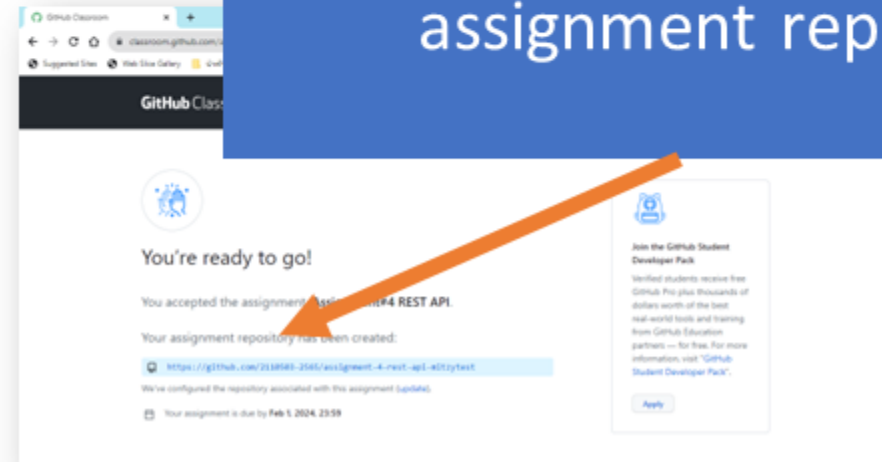 assignment rep
GitHub Classroom
classroom.github.com/
Suggested Sites Web Slice Gallery
GitHub Class
You're ready to go!
You accepted the assignment #4 REST API.
Your assignment repository has been created:
https://github.com/2110503-2565/assignment-4-rest-api-mitzytest
We've configured the repository associated with this assignment (update).
Your assignment is due by Feb 1, 2024, 23:59
Join the GitHub Student
Developer Pack
Verified students receive free
GitHub Pro plus thousands of
dollars worth of the best
real-world tools and training
from GitHub Education
partners — for free. For more
information, visit "GitHub
Student Developer Pack".
Apply